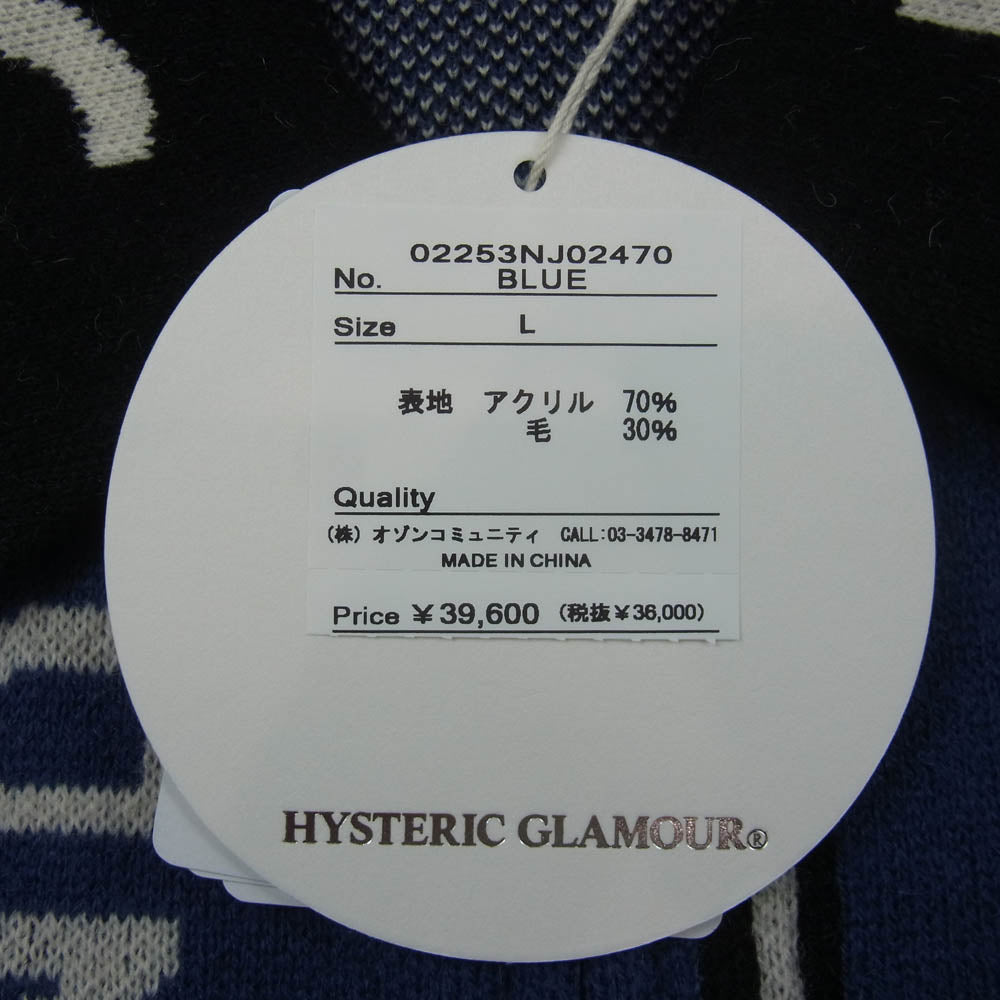 02253NJ02470
No. BLUE
Size L
表地 アクリル 70%
毛 30%
Quality
(株) オゾンコミュニティ CALL:03-3478-8471
MADE IN CHINA
Price ¥39,600 (税抜¥36,000)
HYSTERIC GLAMOUR®